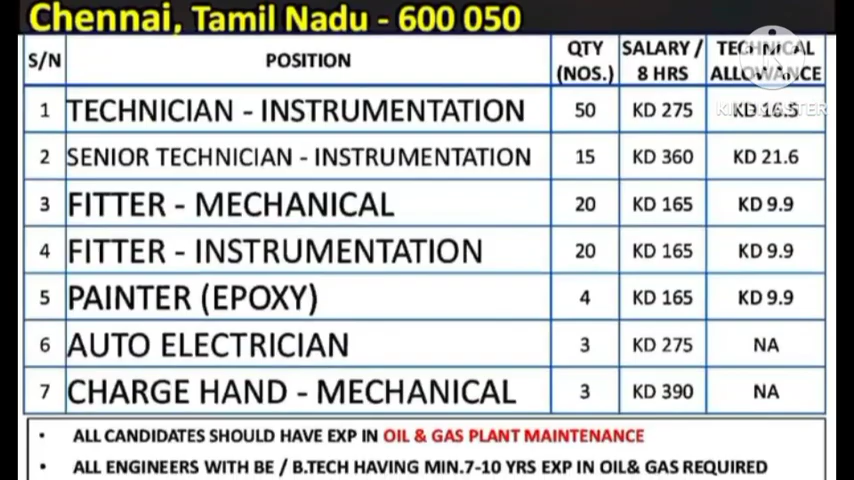 Chennai, Tamil Nadu - 600 050
S/N POSITION QTY (NOS.) SALARY / 8 HRS TECHNICAL ALLOWANCE
1 TECHNICIAN - INSTRUMENTATION 50 KD 275 KD 16.5
KINEMASTER
2 SENIOR TECHNICIAN - INSTRUMENTATION 15 KD 360 KD 21.6
3 FITTER - MECHANICAL 20 KD 165 KD 9.9
4 FITTER - INSTRUMENTATION 20 KD 165 KD 9.9
5 PAINTER (EPOXY) 4 KD 165 KD 9.9
6 AUTO ELECTRICIAN 3 KD 275 NA
7 CHARGE HAND - MECHANICAL 3 KD 390 NA
• ALL CANDIDATES SHOULD HAVE EXP IN OIL & GAS PLANT MAINTENANCE
• ALL ENGINEERS WITH BE / B.TECH HAVING MIN.7-10 YRS EXP IN OIL& GAS REQUIRED